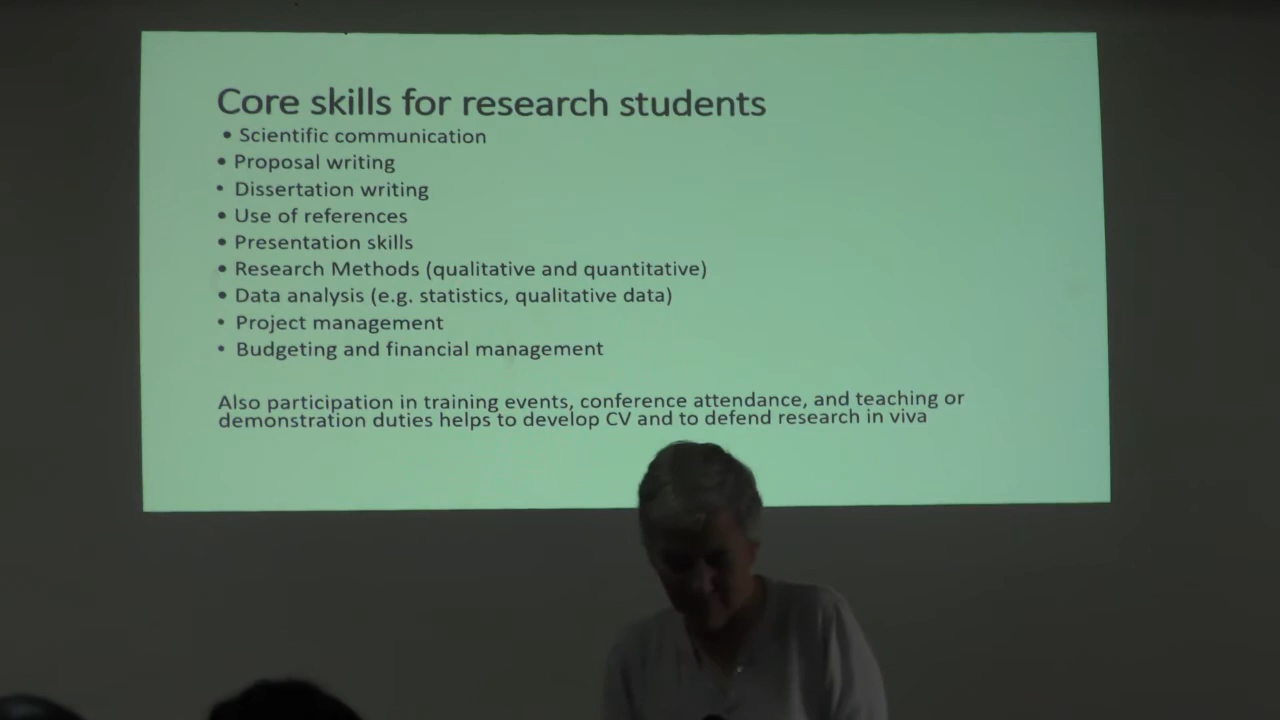 Core skills for research students
• Scientific communication
• Proposal writing
• Dissertation writing
• Use of references
• Presentation skills
• Research Methods (qualitative and quantitative)
• Data analysis (e.g. statistics, qualitative data)
• Project management
• Budgeting and financial management
Also participation in training events, conference attendance, and teaching or
demonstration duties helps to develop CV and to defend research in viva